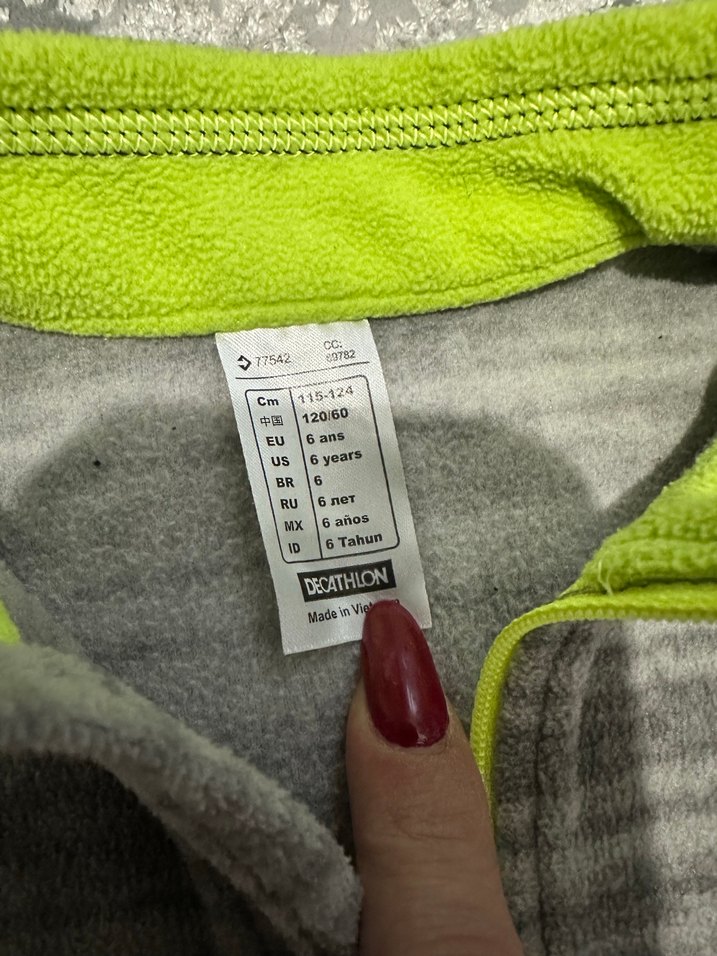 77542 CC: 69782
Cm 115-124
中国 120/60
EU 6 ans
US 6 years
BR 6
RU 6 лет
MX 6 años
ID 6 Tahun
DECATHLON
Made in